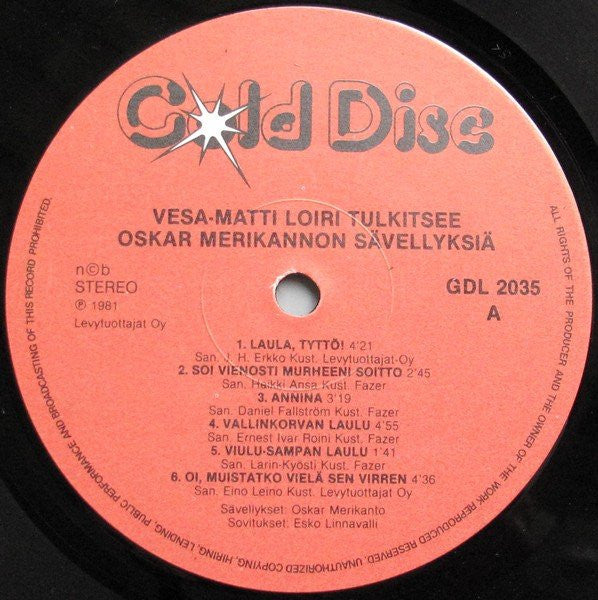 Gold Disc
VESA-MATTI LOIRI TULKITSEE
OSKAR MERIKANNON SÄVELLYKSIÄ
n©b
STEREO
℗ 1981
Levytuottajat Oy
GDL 2035
A
1. LAULA, TYTTÖ! 4'21
San. J. H. Erkko Kust. Levytuottajat-Oy
2. SOI VIENOSTI MURHEENI SOITTO 2'45
San. Heikki Ansa Kust. Fazer
3. ANNINA 3'19
San. Daniel Fallström Kust. Fazer
4. VALLINKORVAN LAULU 4'55
San. Ernest Ivar Roini Kust. Fazer
5. VIULU-SAMPAN LAULU 1'41
San. Larin-Kyösti Kust. Fazer
6. OI, MUISTATKO VIELÄ SEN VIRREN 4'36
San. Eino Leino Kust. Levytuottajat Oy
Sävellykset: Oskar Merikanto
Sovitukset: Esko Linnavalli
ALL RIGHTS OF THE PRODUCER AND THE OWNER OF THE WORK REPRODUCED RESERVED. UNAUTHORIZED COPYING, HIRING, LENDING, PUBLIC PERFORMANCE AND BROADCASTING OF THIS RECORD PROHIBITED.